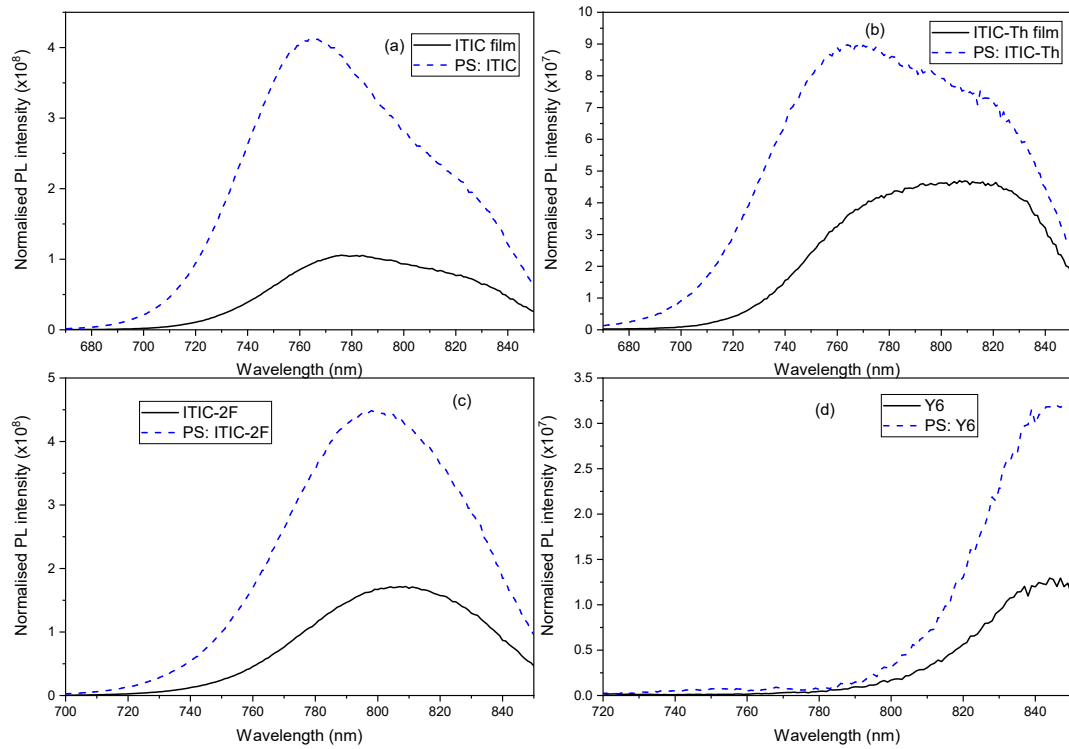 (a)
ITIC film
PS: ITIC
Normalised PL intensity (x10⁸)
4
3
2
1
0
680 700 720 740 760 780 800 820 840
Wavelength (nm)
(b)
ITIC-Th film
PS: ITIC-Th
Normalised PL intensity (x10⁷)
10
9
8
7
6
5
4
3
2
1
0
680 700 720 740 760 780 800 820 840
Wavelength (nm)
(c)
ITIC-2F
PS: ITIC-2F
Normalised PL intensity (x10⁸)
5
4
3
2
1
0
700 720 740 760 780 800 820 840
Wavelength (nm)
(d)
Y6
PS: Y6
Normalised PL intensity (x10⁷)
3.5
3.0
2.5
2.0
1.5
1.0
0.5
0.0
720 740 760 780 800 820 840
Wavelength (nm)